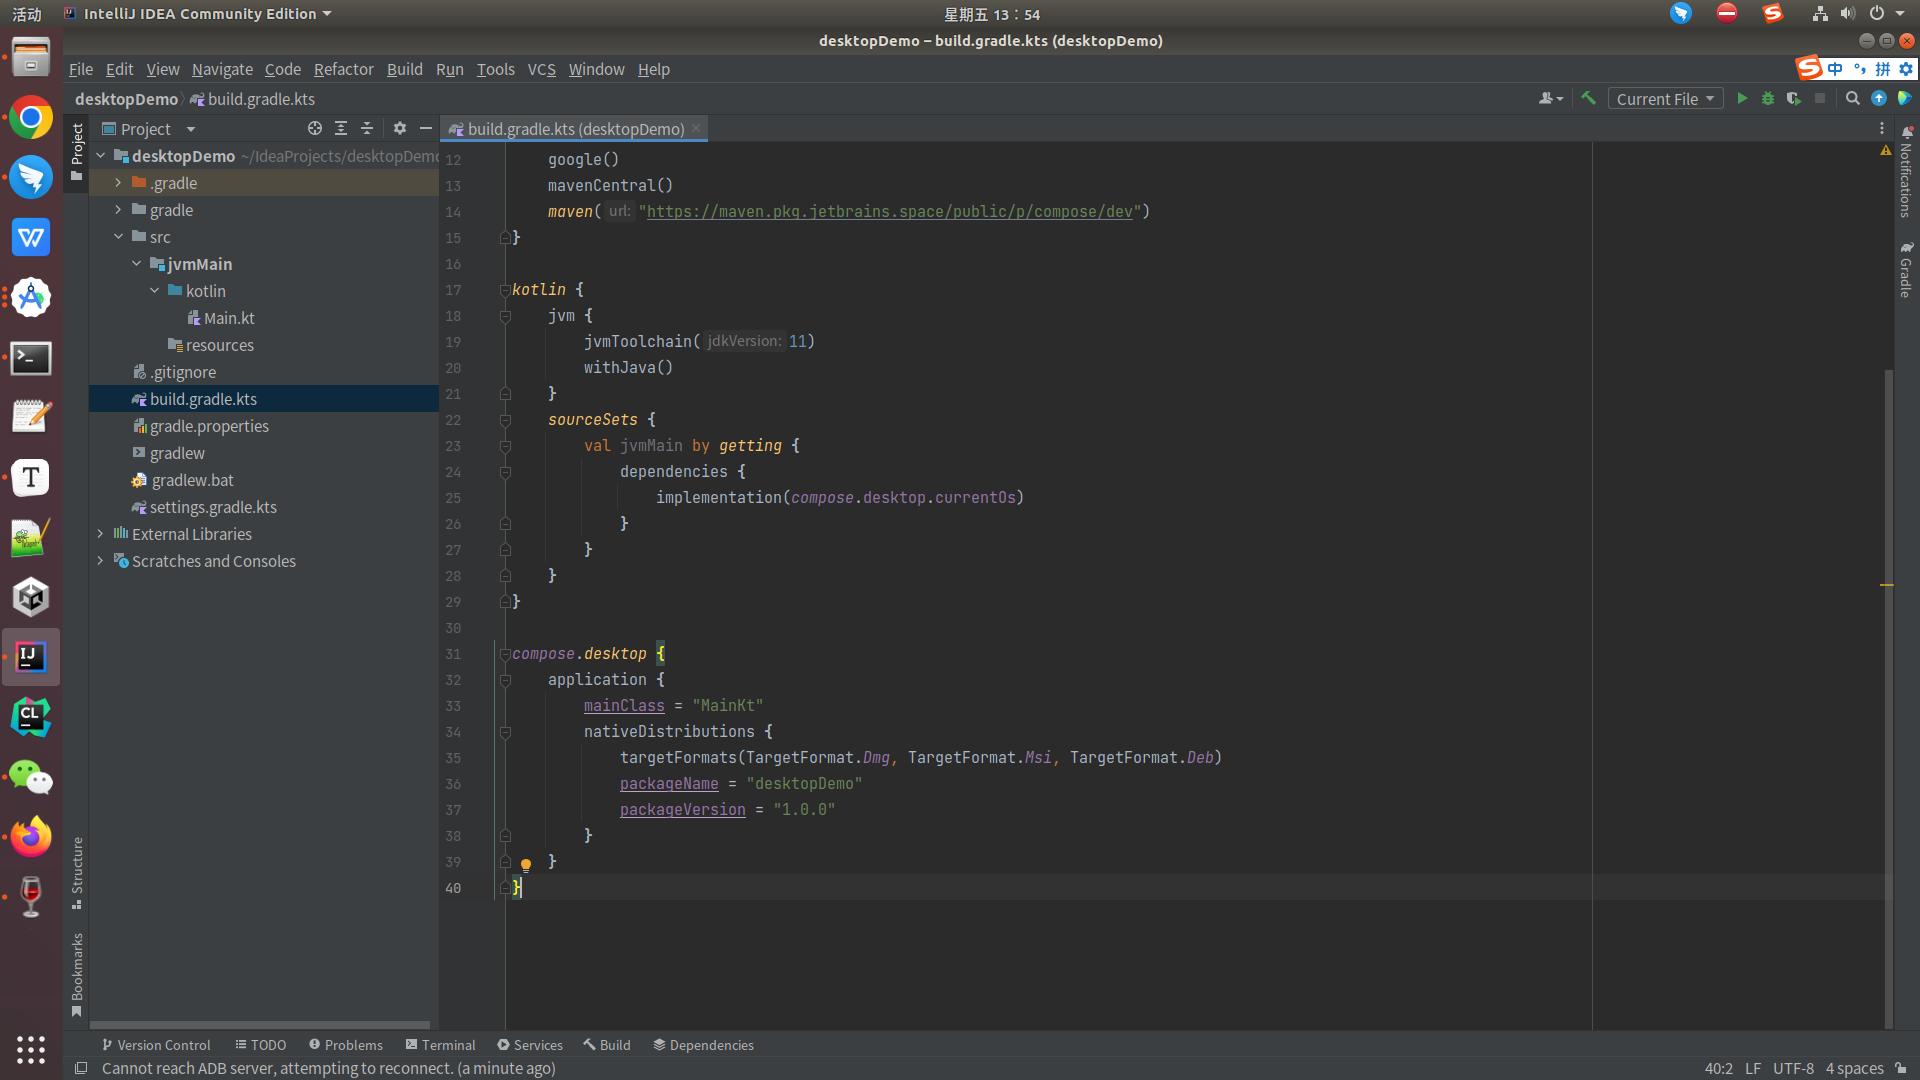 活动
IntelliJ IDEA Community Edition
星期五 13：54
desktopDemo – build.gradle.kts (desktopDemo)
File Edit View Navigate Code Refactor Build Run Tools VCS Window Help
中 拼
desktopDemo build.gradle.kts
Current File
Project
build.gradle.kts (desktopDemo)
Project
desktopDemo ~/IdeaProjects/desktopDemo
.gradle
gradle
src
jvmMain
kotlin
Main.kt
resources
.gitignore
build.gradle.kts
gradle.properties
gradlew
gradlew.bat
settings.gradle.kts
External Libraries
Scratches and Consoles
Structure
Bookmarks
12 google()
13 mavenCentral()
14 maven( url: "https://maven.pkg.jetbrains.space/public/p/compose/dev")
15 }
16
17 kotlin {
18 jvm {
19 jvmToolchain( jdkVersion: 11)
20 withJava()
21 }
22 sourceSets {
23 val jvmMain by getting {
24 dependencies {
25 implementation(compose.desktop.currentOs)
26 }
27 }
28 }
29 }
30
31 compose.desktop {
32 application {
33 mainClass = "MainKt"
34 nativeDistributions {
35 targetFormats(TargetFormat.Dmg, TargetFormat.Msi, TargetFormat.Deb)
36 packageName = "desktopDemo"
37 packageVersion = "1.0.0"
38 }
39 }
40 }
Notifications
Gradle
Version Control TODO Problems Terminal Services Build Dependencies
Cannot reach ADB server, attempting to reconnect. (a minute ago)
40:2 LF UTF-8 4 spaces